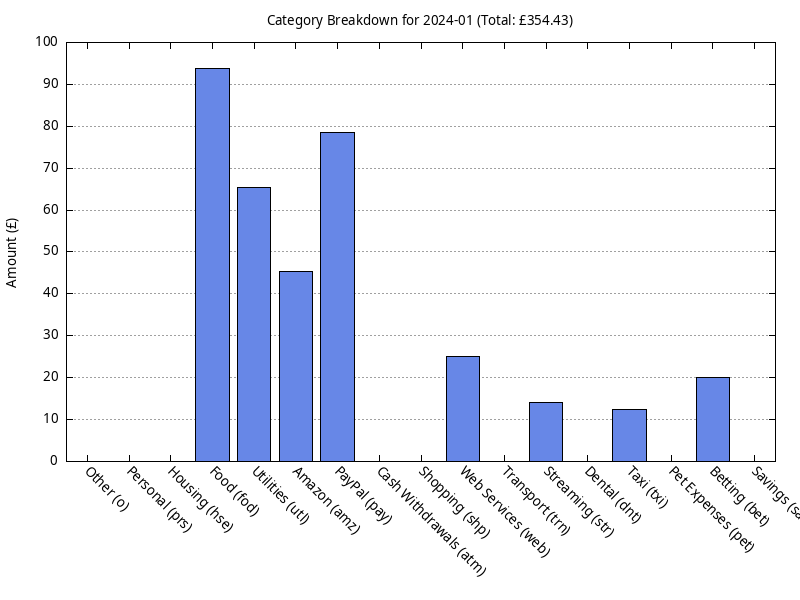 Category Breakdown for 2024-01 (Total: £354.43)
100
90
80
70
60
50
40
30
20
10
0
Amount (£)
Other (o)
Personal (prs)
Housing (hse)
Food (fod)
Utilities (utl)
Amazon (amz)
PayPal (pay)
Cash Withdrawals (atm)
Shopping (shp)
Web Services (web)
Transport (trn)
Streaming (str)
Dental (dnt)
Taxi (txi)
Pet Expenses (pet)
Betting (bet)
Savings